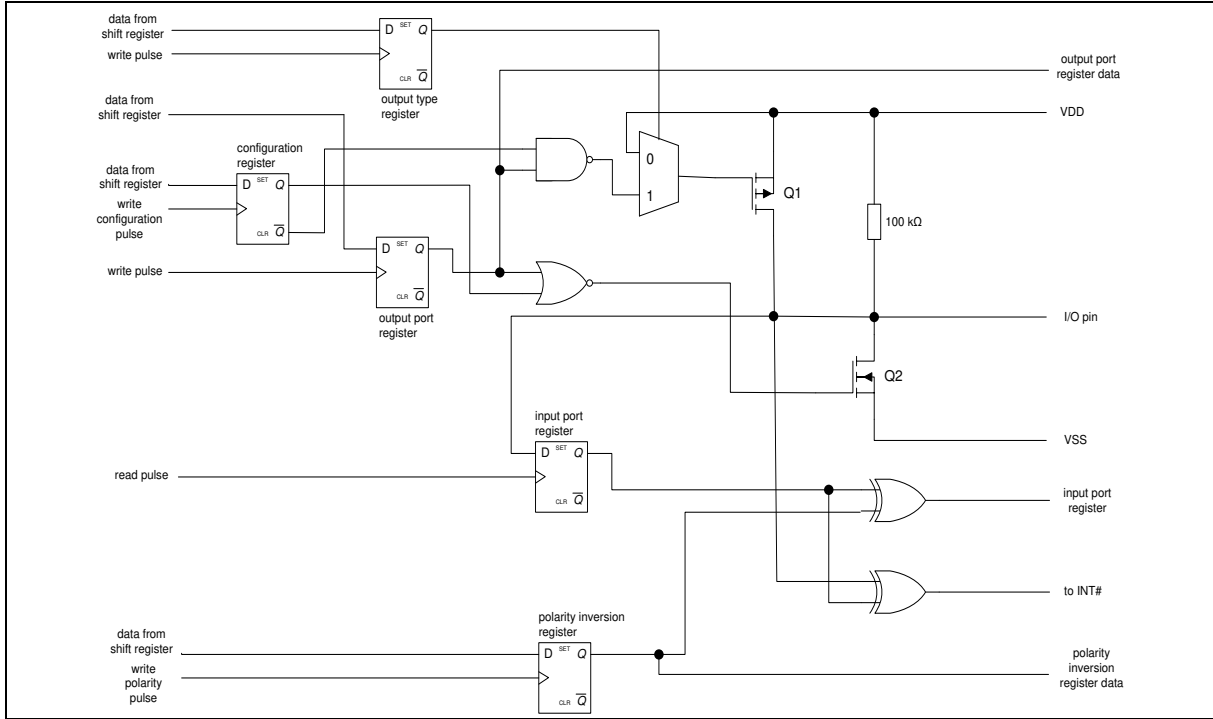 data from
shift register
write pulse
D SET Q
CLR Q̅
output type
register
output port
register data
data from
shift register
VDD
configuration
register
0
1
Q1
100 kΩ
data from
shift register
D SET Q
CLR Q̅
write
configuration
pulse
write pulse
D SET Q
CLR Q̅
output port
register
I/O pin
Q2
VSS
input port
register
D SET Q
CLR Q̅
read pulse
input port
register
to INT#
polarity inversion
register
D SET Q
CLR Q̅
data from
shift register
write
polarity
pulse
polarity
inversion
register data